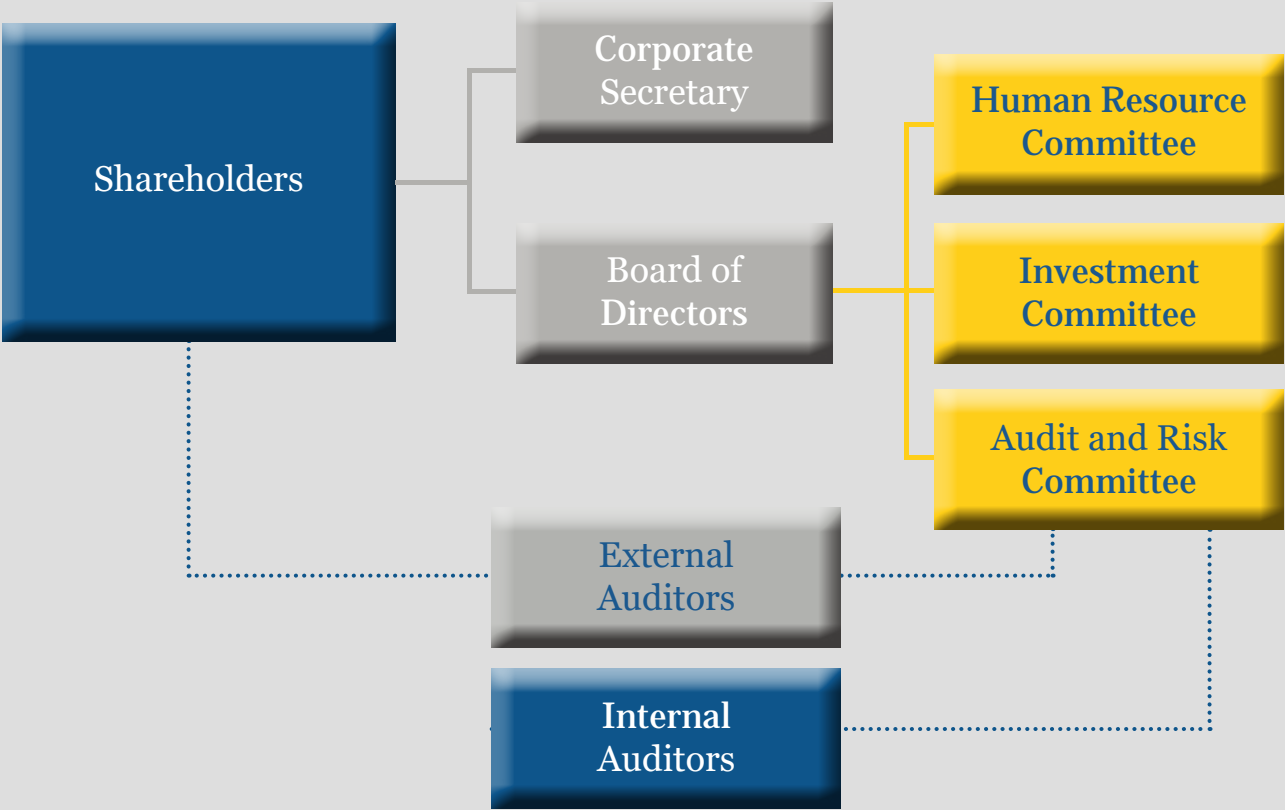 Shareholders
Corporate
Secretary
Board of
Directors
Human Resource
Committee
Investment
Committee
Audit and Risk
Committee
External
Auditors
Internal
Auditors